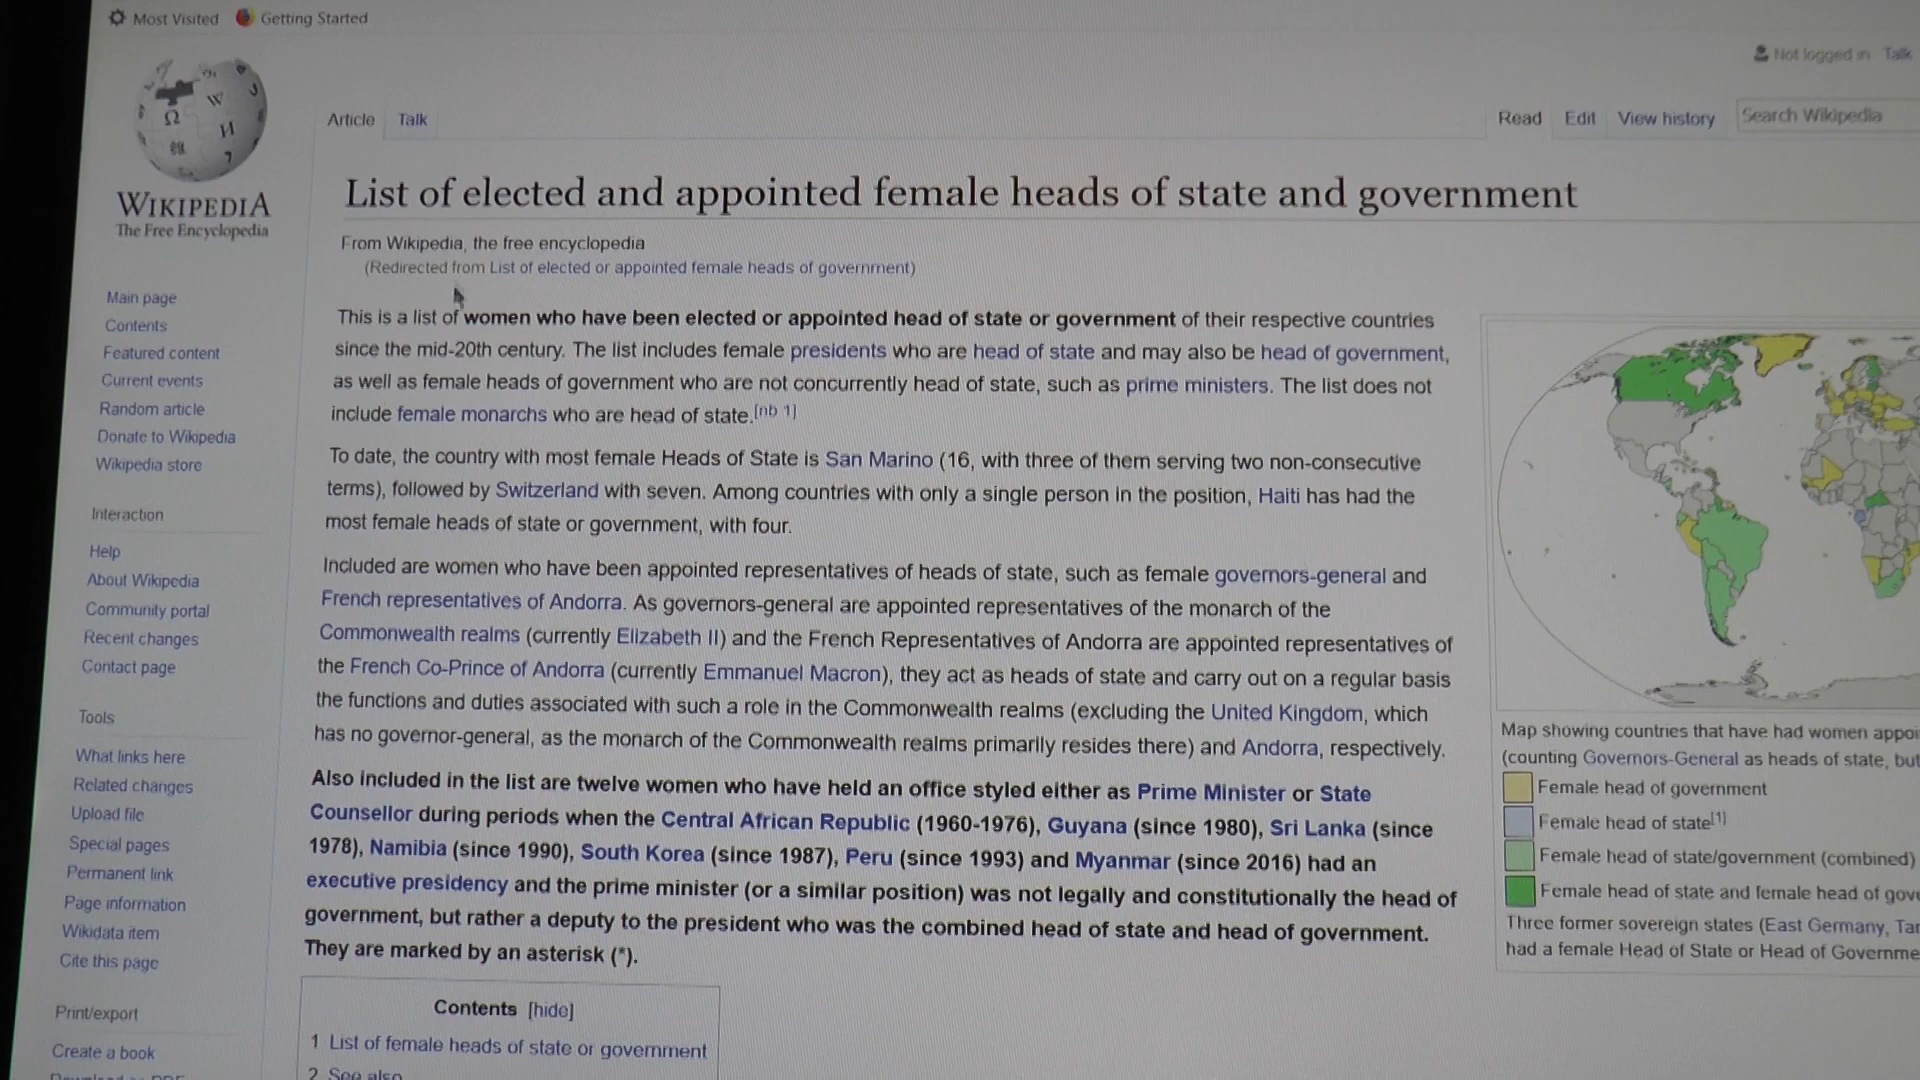 Most Visited Getting Started
Not logged in Talk
Article Talk
Read Edit View history Search Wikipedia
WIKIPEDIA
The Free Encyclopedia
Main page
Contents
Featured content
Current events
Random article
Donate to Wikipedia
Wikipedia store
Interaction
Help
About Wikipedia
Community portal
Recent changes
Contact page
Tools
What links here
Related changes
Upload file
Special pages
Permanent link
Page information
Wikidata item
Cite this page
Print/export
Create a book
List of elected and appointed female heads of state and government
From Wikipedia, the free encyclopedia
(Redirected from List of elected or appointed female heads of government)
This is a list of women who have been elected or appointed head of state or government of their respective countries
since the mid-20th century. The list includes female presidents who are head of state and may also be head of government,
as well as female heads of government who are not concurrently head of state, such as prime ministers. The list does not
include female monarchs who are head of state.[nb 1]
To date, the country with most female Heads of State is San Marino (16, with three of them serving two non-consecutive
terms), followed by Switzerland with seven. Among countries with only a single person in the position, Haiti has had the
most female heads of state or government, with four.
Included are women who have been appointed representatives of heads of state, such as female governors-general and
French representatives of Andorra. As governors-general are appointed representatives of the monarch of the
Commonwealth realms (currently Elizabeth II) and the French Representatives of Andorra are appointed representatives of
the French Co-Prince of Andorra (currently Emmanuel Macron), they act as heads of state and carry out on a regular basis
the functions and duties associated with such a role in the Commonwealth realms (excluding the United Kingdom, which
has no governor-general, as the monarch of the Commonwealth realms primarily resides there) and Andorra, respectively.
Also included in the list are twelve women who have held an office styled either as Prime Minister or State
Counsellor during periods when the Central African Republic (1960-1976), Guyana (since 1980), Sri Lanka (since
1978), Namibia (since 1990), South Korea (since 1987), Peru (since 1993) and Myanmar (since 2016) had an
executive presidency and the prime minister (or a similar position) was not legally and constitutionally the head of
government, but rather a deputy to the president who was the combined head of state and head of government.
They are marked by an asterisk (*).
Contents [hide]
1 List of female heads of state or government
2 See also
Map showing countries that have had women appoi
(counting Governors-General as heads of state, but
Female head of government
Female head of state[1]
Female head of state/government (combined)
Female head of state and female head of gov
Three former sovereign states (East Germany, Tan
had a female Head of State or Head of Governme